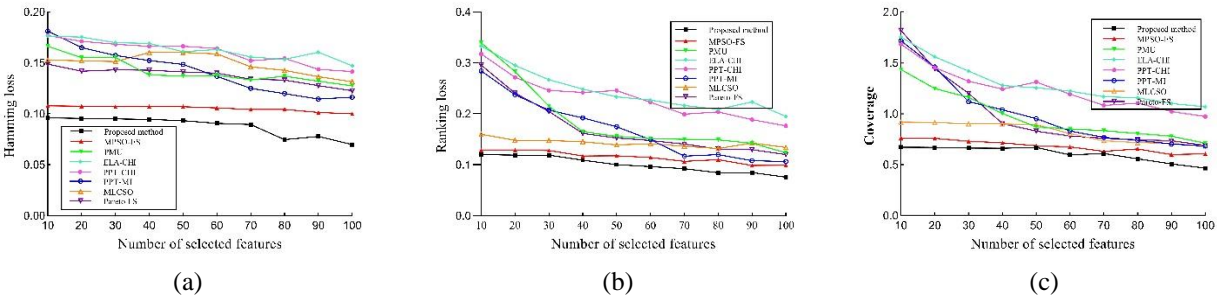 0.20
0.15
0.10
0.05
0.00
Hamming loss
Proposed method
MPSO-FS
PMU
ELA-CHI
PPT-CHI
PPT-MI
MLCSO
Pareto-FS
10 20 30 40 50 60 70 80 90 100
Number of selected features
(a)
0.4
0.3
0.2
0.1
0.0
Ranking loss
Proposed method
MPSO-FS
PMU
ELA-CHI
PPT-CHI
PPT-MI
MLCSO
Pareto-FS
10 20 30 40 50 60 70 80 90 100
Number of selected features
(b)
2.0
1.5
1.0
0.5
0.0
Coverage
Proposed method
MPSO-FS
PMU
ELA-CHI
PPT-CHI
PPT-MI
MLCSO
Pareto-FS
10 20 30 40 50 60 70 80 90 100
Number of selected features
(c)